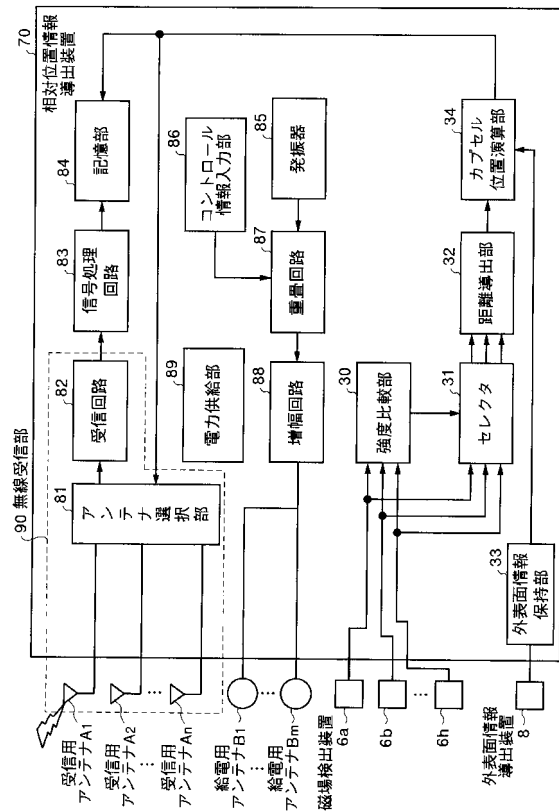 70
相対位置情報
導出装置
90 無線受信部
81
アンテナ
選択部
82
受信回路
83
信号処理
回路
84
記憶部
86
コントロール
情報入力部
85
発振器
87
重畳回路
88
増幅回路
89
電力供給部
30
強度比較部
31
セレクタ
32
距離導出部
34
カプセル
位置演算部
33
外表面情報
保持部
受信用
アンテナA1
受信用
アンテナA2
受信用
アンテナAn
給電用
アンテナB1
給電用
アンテナBm
磁場検出装置
6a
6b
6h
外表面情報
導出装置
8